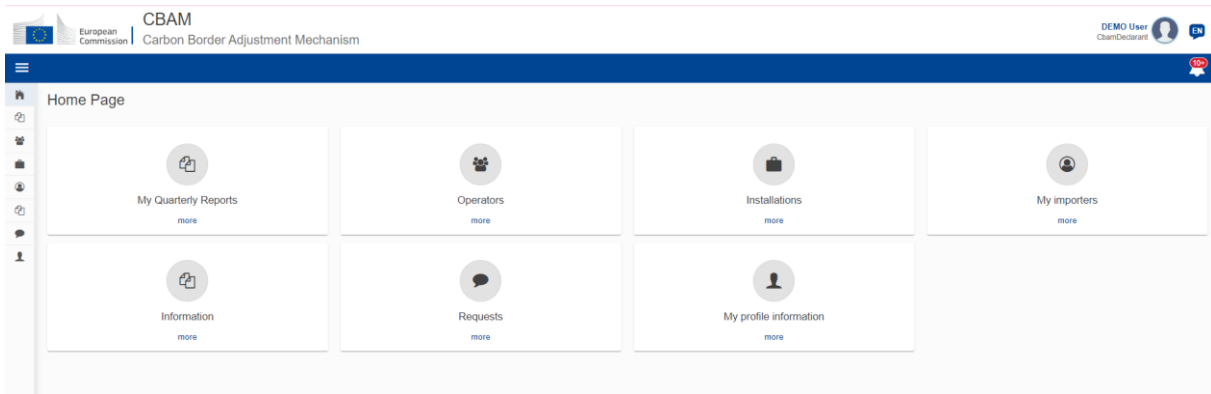 European
Commission
CBAM
Carbon Border Adjustment Mechanism
DEMO User
CbamDeclarant
EN
10+
Home Page
My Quarterly Reports
more
Operators
more
Installations
more
My importers
more
Information
more
Requests
more
My profile information
more